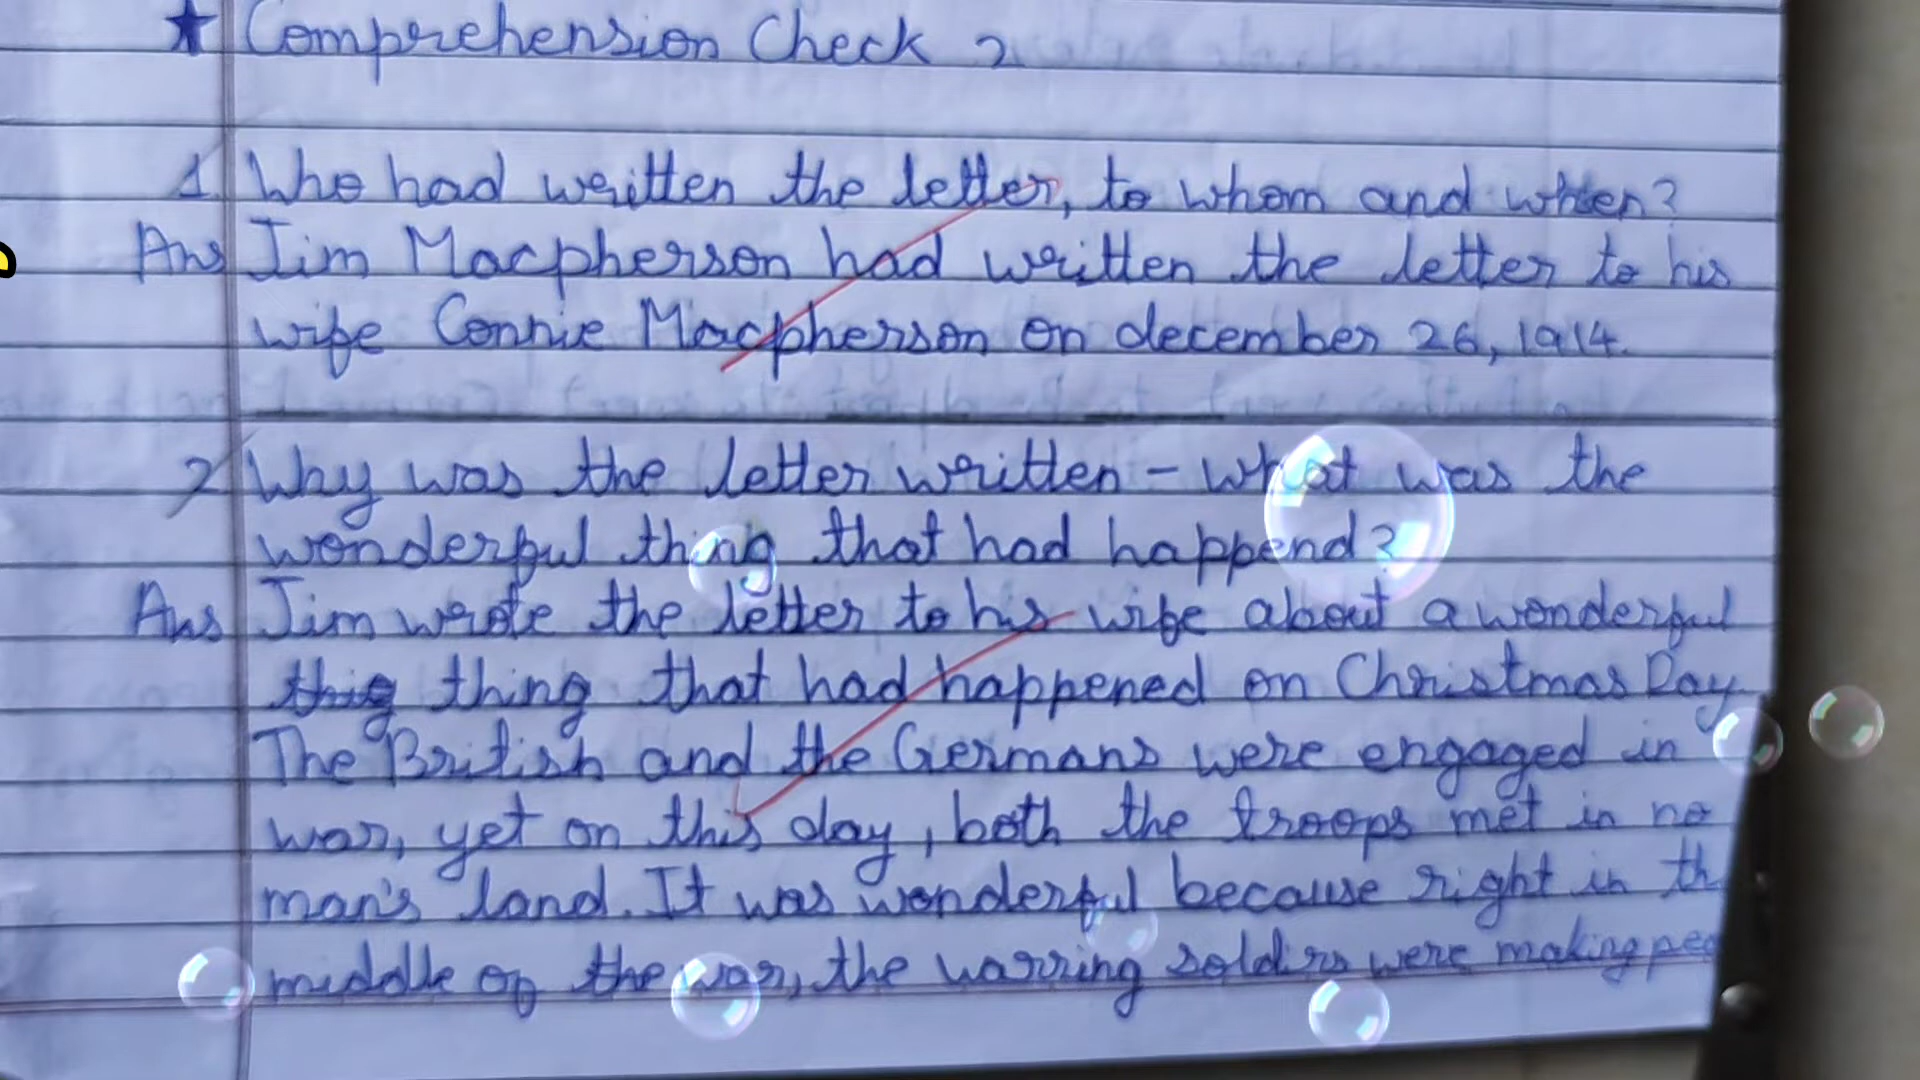 ★ Comprehension Check 2
1. Who had written the letter, to whom and when?
Ans Jim Macpherson had written the letter to his
wife Connie Macpherson on december 26, 1914.
2 Why was the letter written - what was the
wonderful thing that had happend?
Ans Jim wrote the letter to his wife about a wonderful
thig thing that had happened on Christmas Day
The British and the Germans were engaged in
war, yet on this day, both the troops met in no
man's land. It was wonderful because right in th
middle of the war, the warring soldirs were making pea